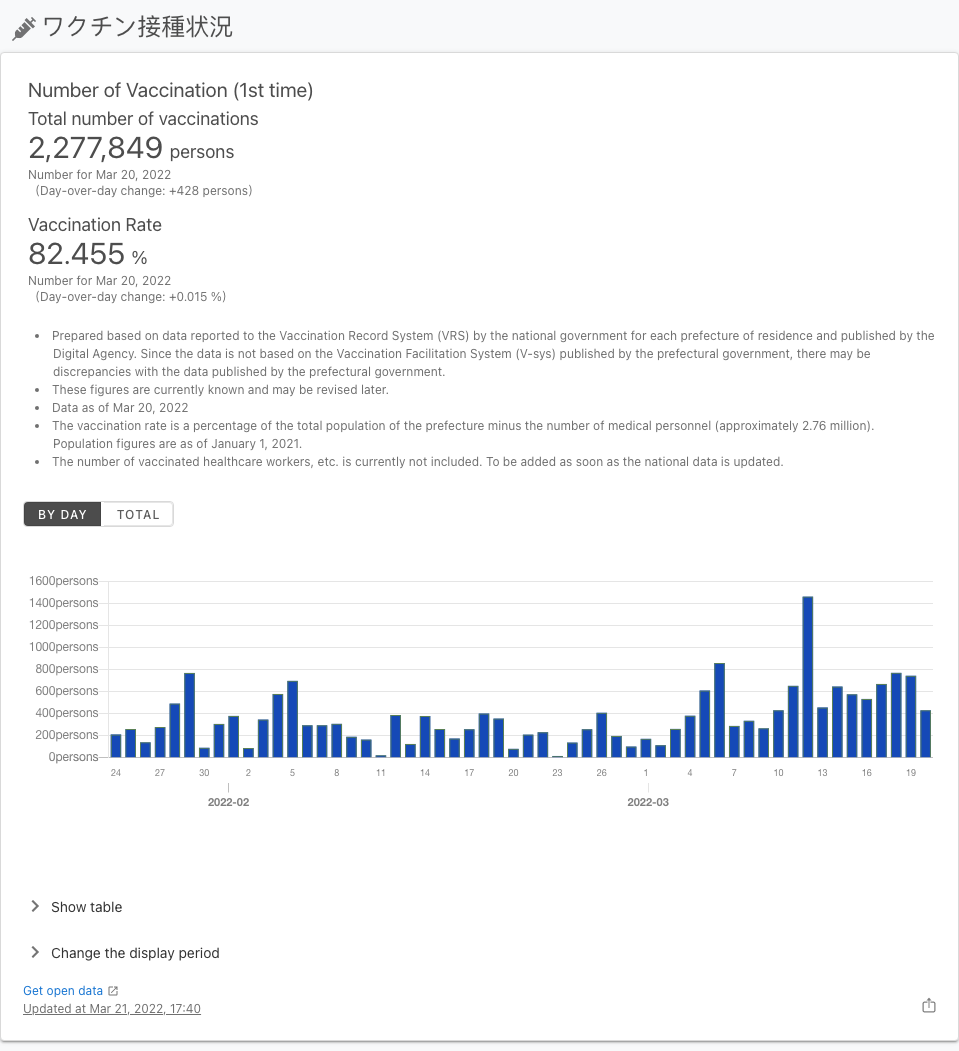 ワクチン接種状況
Number of Vaccination (1st time)
Total number of vaccinations
2,277,849 persons
Number for Mar 20, 2022
(Day-over-day change: +428 persons)
Vaccination Rate
82.455 %
Number for Mar 20, 2022
(Day-over-day change: +0.015 %)
• Prepared based on data reported to the Vaccination Record System (VRS) by the national government for each prefecture of residence and published by the
Digital Agency. Since the data is not based on the Vaccination Facilitation System (V-sys) published by the prefectural government, there may be
discrepancies with the data published by the prefectural government.
• These figures are currently known and may be revised later.
• Data as of Mar 20, 2022
• The vaccination rate is a percentage of the total population of the prefecture minus the number of medical personnel (approximately 2.76 million).
Population figures are as of January 1, 2021.
• The number of vaccinated healthcare workers, etc. is currently not included. To be added as soon as the national data is updated.
BY DAY TOTAL
1600persons
1400persons
1200persons
1000persons
800persons
600persons
400persons
200persons
0persons
24 27 30 2 5 8 11 14 17 20 23 26 1 4 7 10 13 16 19
2022-02 2022-03
Show table
Change the display period
Get open data
Updated at Mar 21, 2022, 17:40